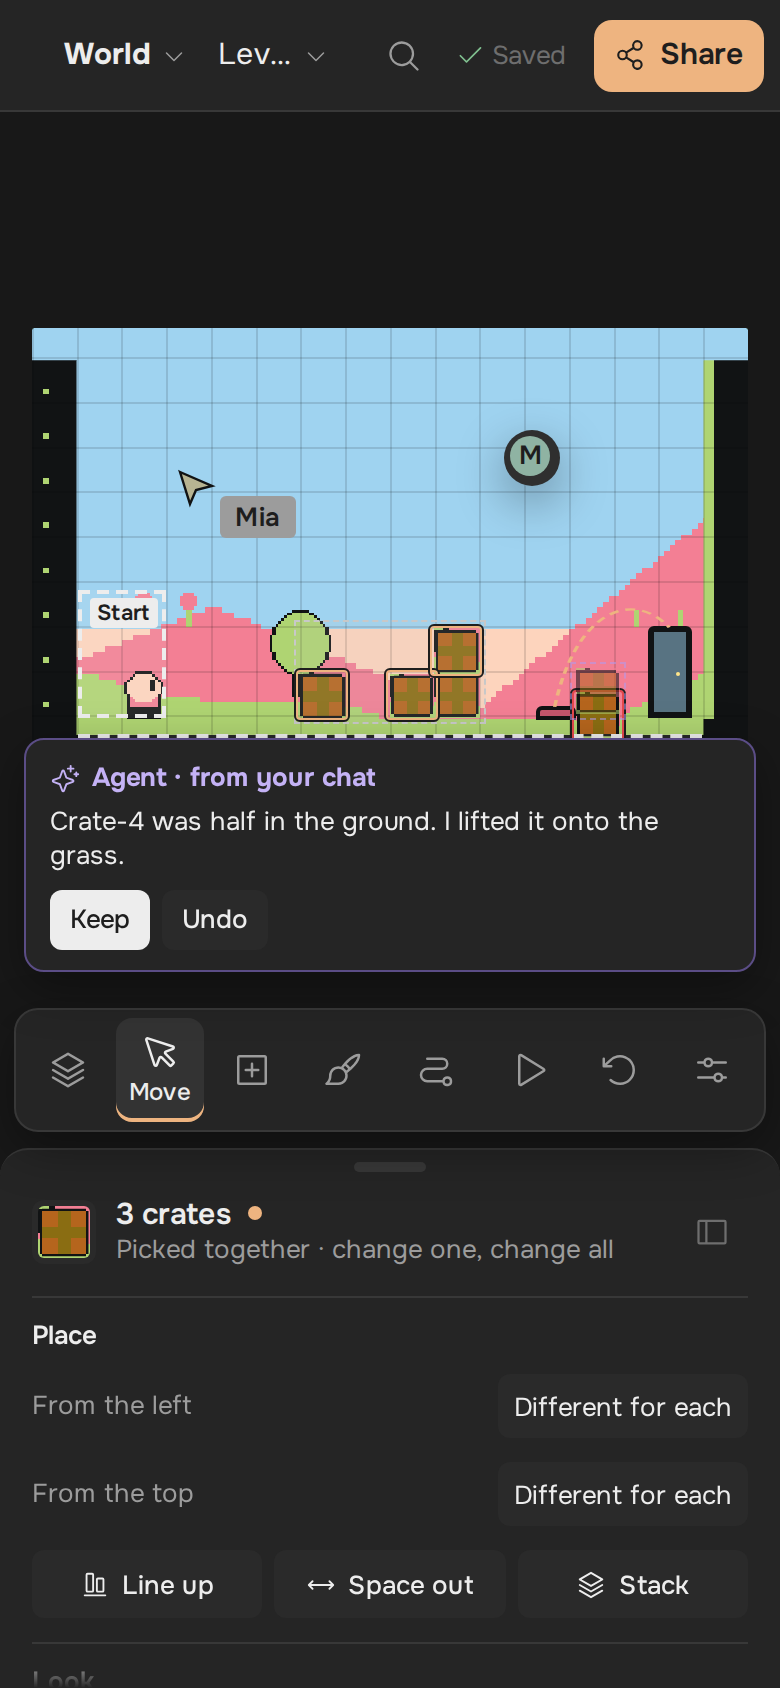 World
Lev...
Saved
Share
M
Mia
Start
Agent · from your chat
Crate-4 was half in the ground. I lifted it onto the
grass.
Keep
Undo
Move
3 crates
Picked together · change one, change all
Place
From the left
Different for each
From the top
Different for each
Line up
Space out
Stack
Look